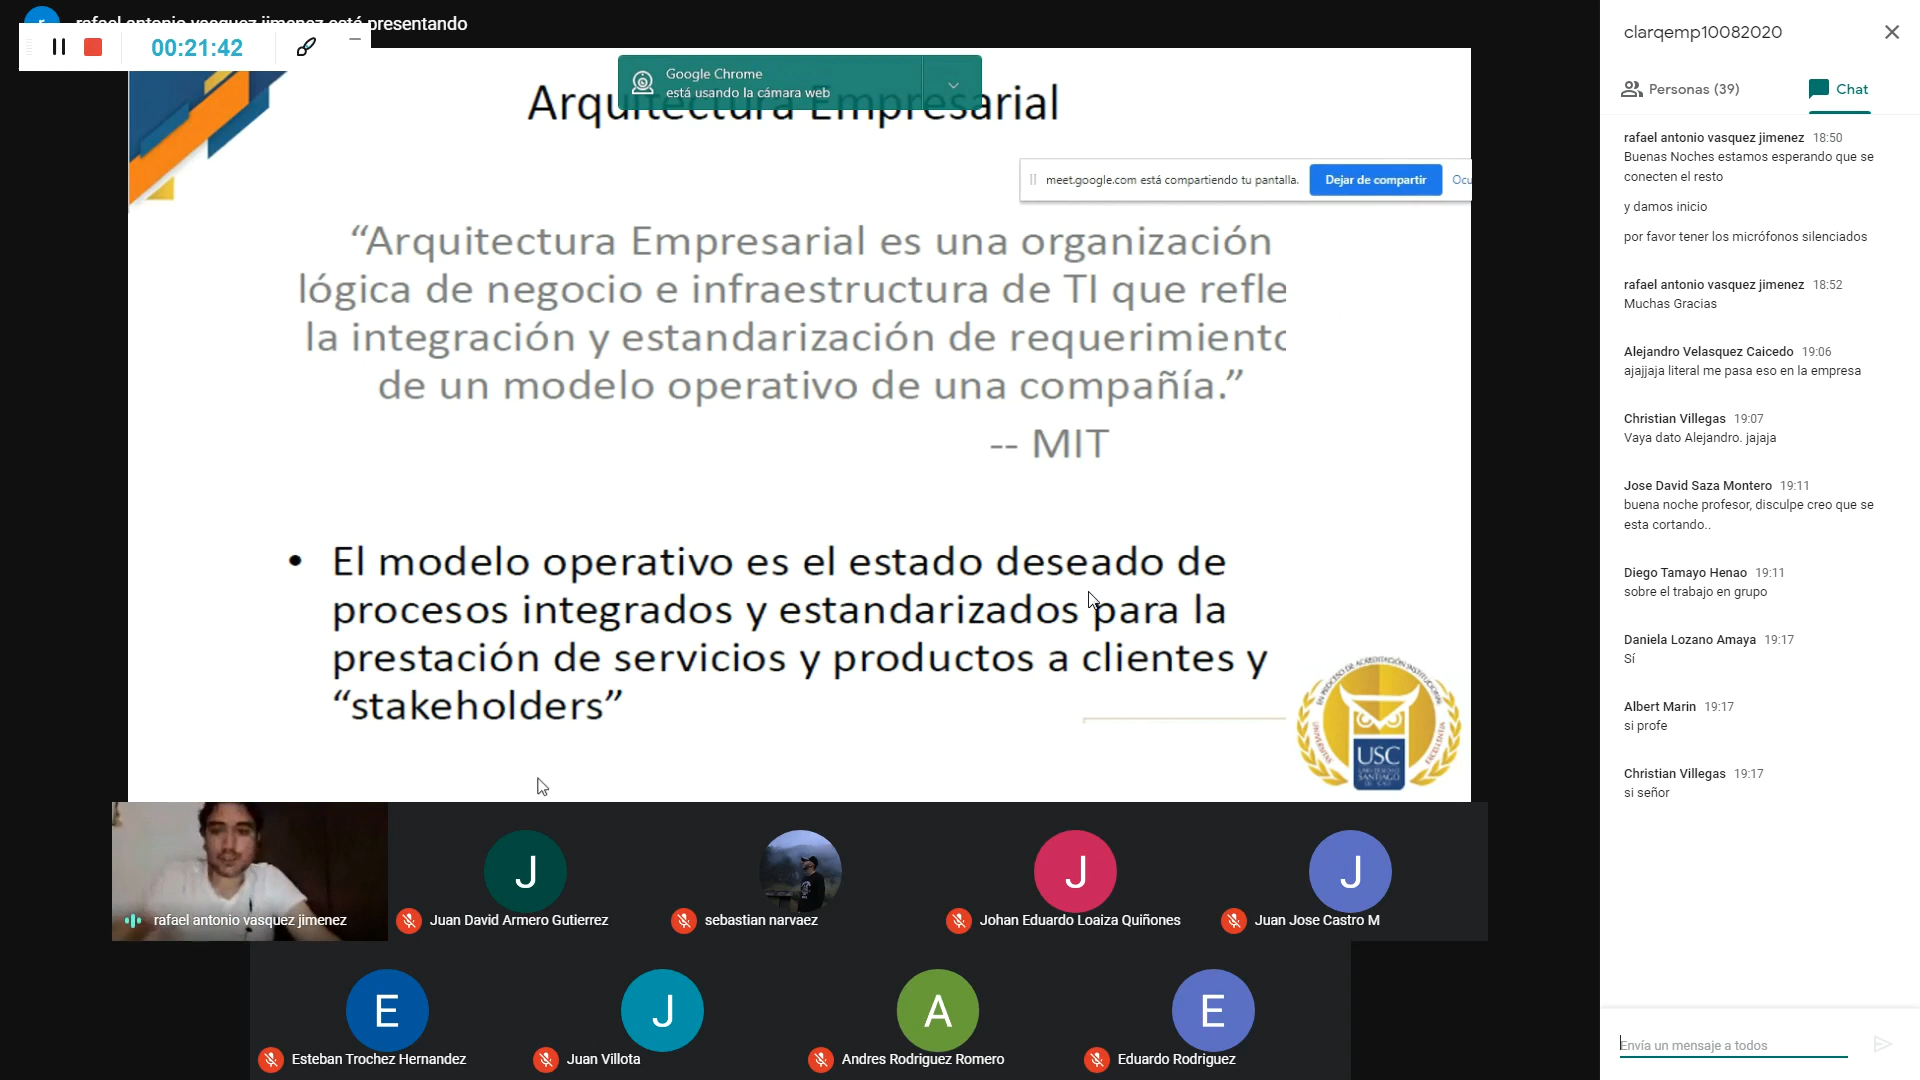 r
rafael antonio vasquez jimenez está presentando
00:21:42
Google Chrome
está usando la cámara web
Arquitectura Empresarial
meet.google.com está compartiendo tu pantalla.
Dejar de compartir
Ocu
“Arquitectura Empresarial es una organización
lógica de negocio e infraestructura de TI que refle
la integración y estandarización de requerimiento
de un modelo operativo de una compañía.”
-- MIT
• El modelo operativo es el estado deseado de
procesos integrados y estandarizados para la
prestación de servicios y productos a clientes y
“stakeholders”
EN PROCESO DE ACREDITACIÓN INSTITUCIONAL
USC
SANTIAGO
rafael antonio vasquez jimenez
J
Juan David Armero Gutierrez
sebastian narvaez
J
Johan Eduardo Loaiza Quiñones
J
Juan Jose Castro M
E
Esteban Trochez Hernandez
J
Juan Villota
A
Andres Rodriguez Romero
E
Eduardo Rodriguez
clarqemp10082020
Personas (39)
Chat
rafael antonio vasquez jimenez 18:50
Buenas Noches estamos esperando que se
conecten el resto
y damos inicio
por favor tener los micrófonos silenciados
rafael antonio vasquez jimenez 18:52
Muchas Gracias
Alejandro Velasquez Caicedo 19:06
ajajjaja literal me pasa eso en la empresa
Christian Villegas 19:07
Vaya dato Alejandro. jajaja
Jose David Saza Montero 19:11
buena noche profesor, disculpe creo que se
esta cortando..
Diego Tamayo Henao 19:11
sobre el trabajo en grupo
Daniela Lozano Amaya 19:17
Sí
Albert Marin 19:17
si profe
Christian Villegas 19:17
si señor
Envía un mensaje a todos